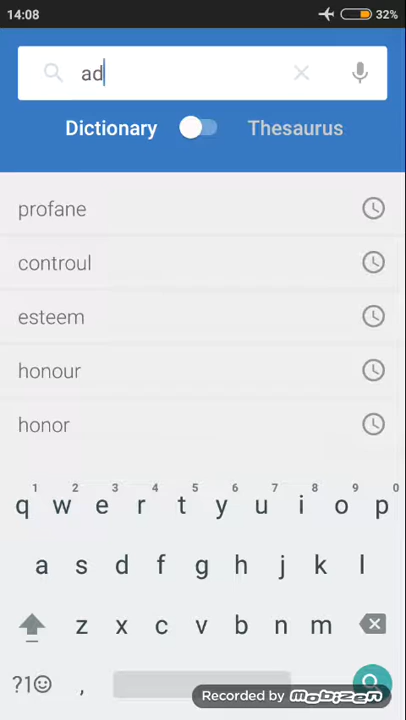 14:08 32%
ad
Dictionary Thesaurus
profane
controul
esteem
honour
honor
1 2 3 4 5 6 7 8 9 0
q w e r t y u i o p
a s d f g h j k l
z x c v b n m
?1☺ ,
Recorded by mobizen